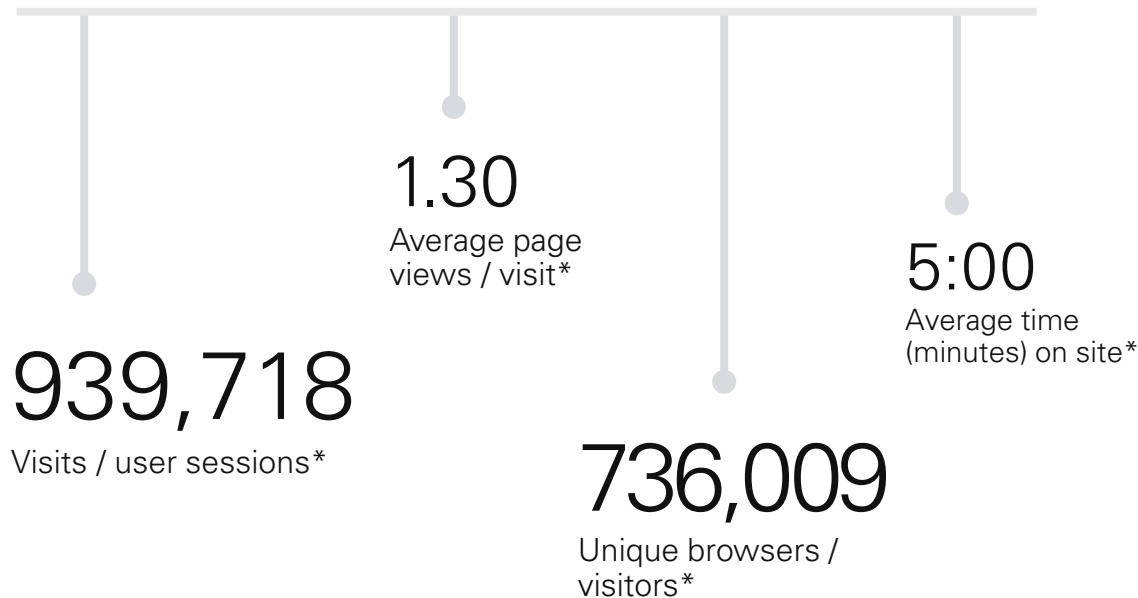 1.30
Average page
views / visit*
5:00
Average time
(minutes) on site*
939,718
Visits / user sessions*
736,009
Unique browsers /
visitors*